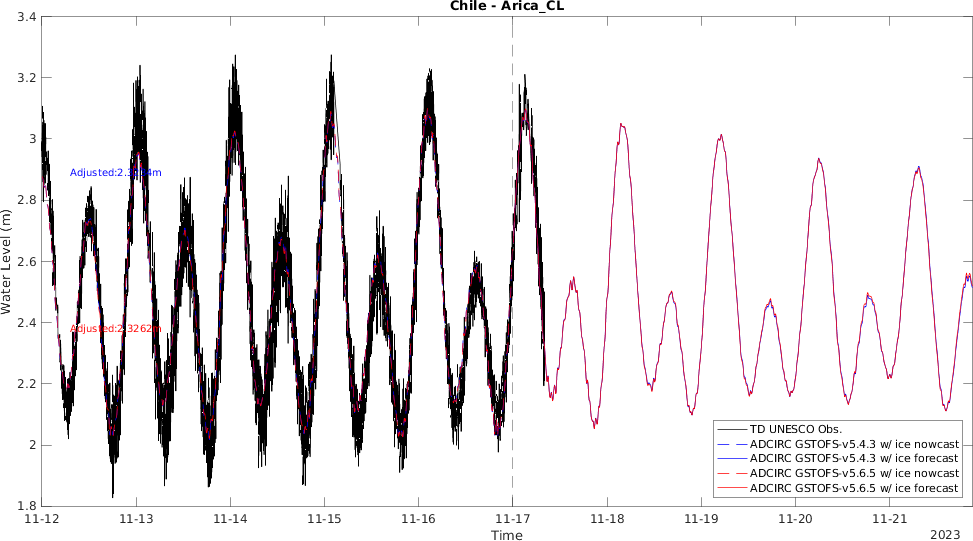 Chile - Arica_CL
3.4
3.2
3
2.8
2.6
2.4
2.2
2
1.8
Water Level (m)
Adjusted:2.3262m
TD UNESCO Obs.
ADCIRC GSTOFS-v5.4.3 w/ ice nowcast
ADCIRC GSTOFS-v5.4.3 w/ ice forecast
ADCIRC GSTOFS-v5.6.5 w/ ice nowcast
ADCIRC GSTOFS-v5.6.5 w/ ice forecast
11-12 11-13 11-14 11-15 11-16 11-17 11-18 11-19 11-20 11-21
Time
2023